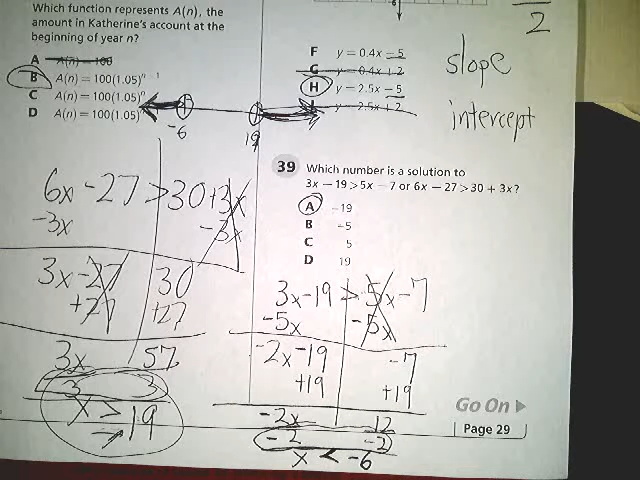 Which function represents A(n), the
amount in Katherine's account at the
beginning of year n?
A A(n) = 100
B A(n) = 100(1.05)ⁿ⁻¹
C A(n) = 100(1.05)ⁿ
D A(n) = 100(1.05)
-6
19
F y = 0.4x - 5
G y = 0.4x + 2
H y = 2.5x - 5
J y = 2.5x + 2
2
slope
intercept
39 Which number is a solution to
3x - 19 > 5x - 7 or 6x - 27 > 30 + 3x?
A -19
B -5
C 5
D 19
6x - 27 > 30 + 3x
-3x -3x
3x - 27 30
+27 +27
3x 57
3 3
x > 19
3x - 19 > 5x - 7
-5x -5x
-2x - 19 -7
+19 +19
-2x 12
-2 -2
x < -6
Go On
Page 29